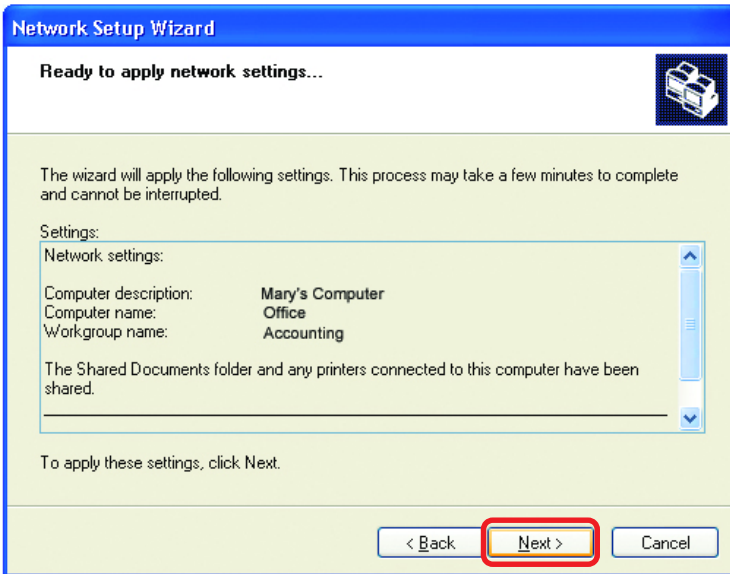 Network Setup Wizard
Ready to apply network settings...
The wizard will apply the following settings. This process may take a few minutes to complete
and cannot be interrupted.
Settings:
Network settings:
Computer description: Mary's Computer
Computer name: Office
Workgroup name: Accounting
The Shared Documents folder and any printers connected to this computer have been
shared.
To apply these settings, click Next.
< Back Next > Cancel